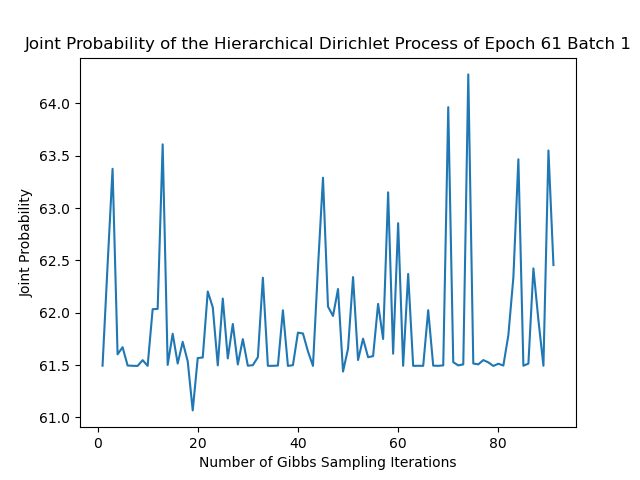 Joint Probability of the Hierarchical Dirichlet Process of Epoch 61 Batch 1
64.0
63.5
63.0
62.5
62.0
61.5
61.0
Joint Probability
0 20 40 60 80
Number of Gibbs Sampling Iterations